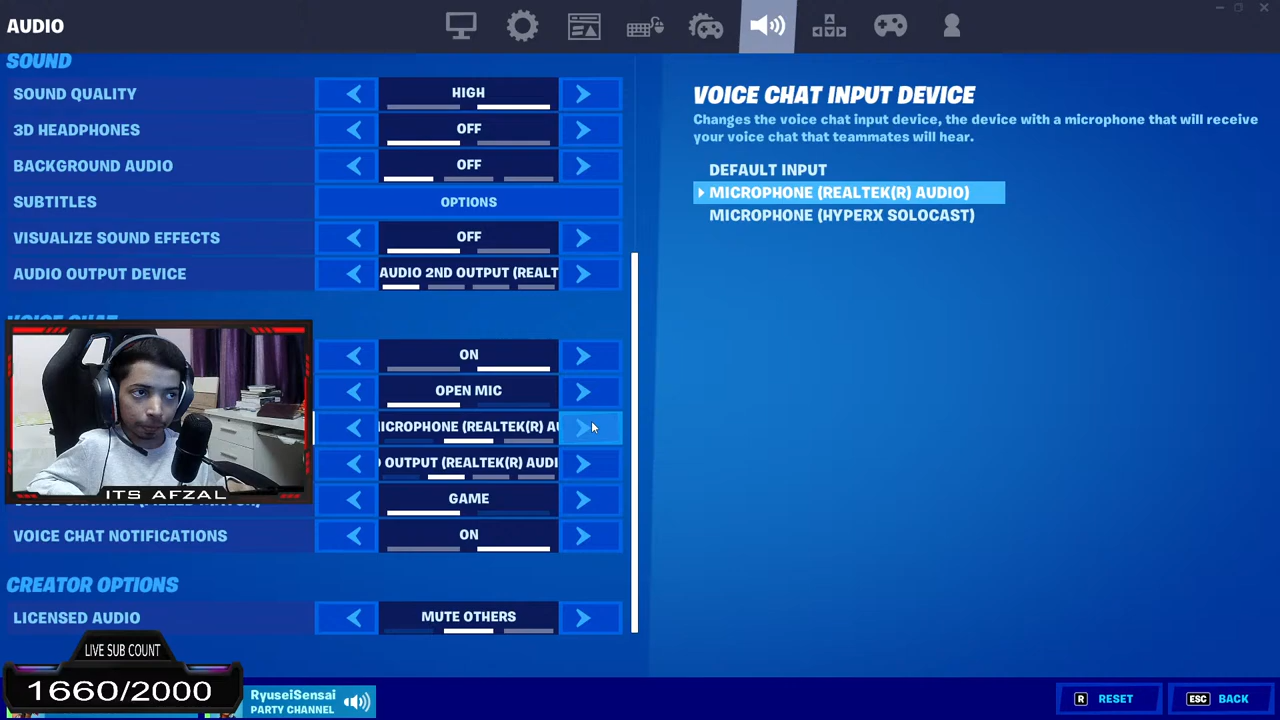 AUDIO
SOUND
SOUND QUALITY
HIGH
3D HEADPHONES
OFF
BACKGROUND AUDIO
OFF
SUBTITLES
OPTIONS
VISUALIZE SOUND EFFECTS
OFF
AUDIO OUTPUT DEVICE
AUDIO 2ND OUTPUT (REALT
VOICE CHAT
ON
OPEN MIC
ICROPHONE (REALTEK(R) AU
OUTPUT (REALTEK(R) AUDI
GAME
VOICE CHAT NOTIFICATIONS
ON
CREATOR OPTIONS
LICENSED AUDIO
MUTE OTHERS
VOICE CHAT INPUT DEVICE
Changes the voice chat input device, the device with a microphone that will receive
your voice chat that teammates will hear.
DEFAULT INPUT
MICROPHONE (REALTEK(R) AUDIO)
MICROPHONE (HYPERX SOLOCAST)
ITS AFZAL
LIVE SUB COUNT
1660/2000
RyuseiSensai
PARTY CHANNEL
R RESET
ESC BACK